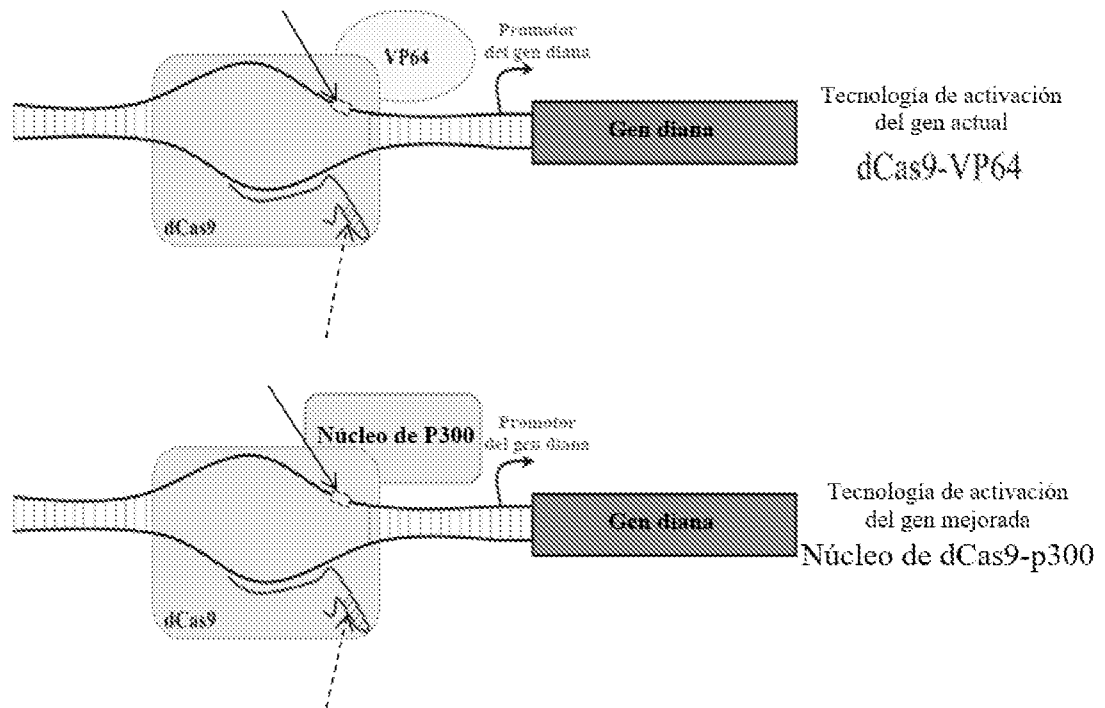 VP64
Promotor
del gen diana
dCas9
Gen diana
Tecnología de activación
del gen actual
dCas9-VP64
Núcleo de P300
Promotor
del gen diana
dCas9
Gen diana
Tecnología de activación
del gen mejorada
Núcleo de dCas9-p300